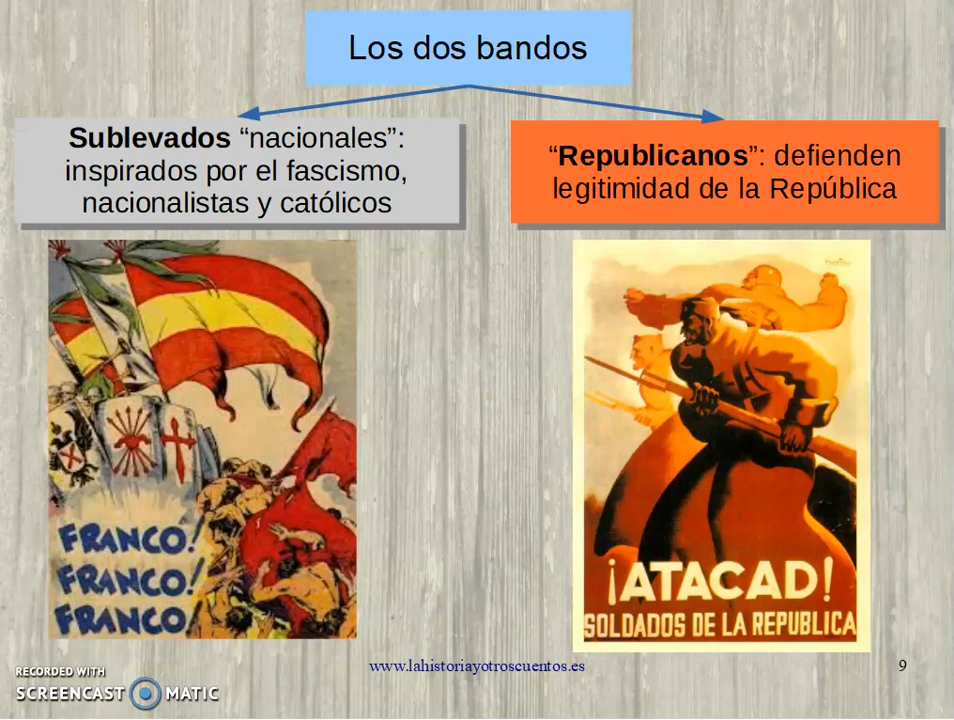 Los dos bandos
Sublevados “nacionales”:
inspirados por el fascismo,
nacionalistas y católicos
“Republicanos”: defienden
legitimidad de la República
FRANCO!
FRANCO!
FRANCO!
¡ATACAD!
SOLDADOS DE LA REPUBLICA
RECORDED WITH
SCREENCAST MATIC
www.lahistoriayotroscuentos.es
9